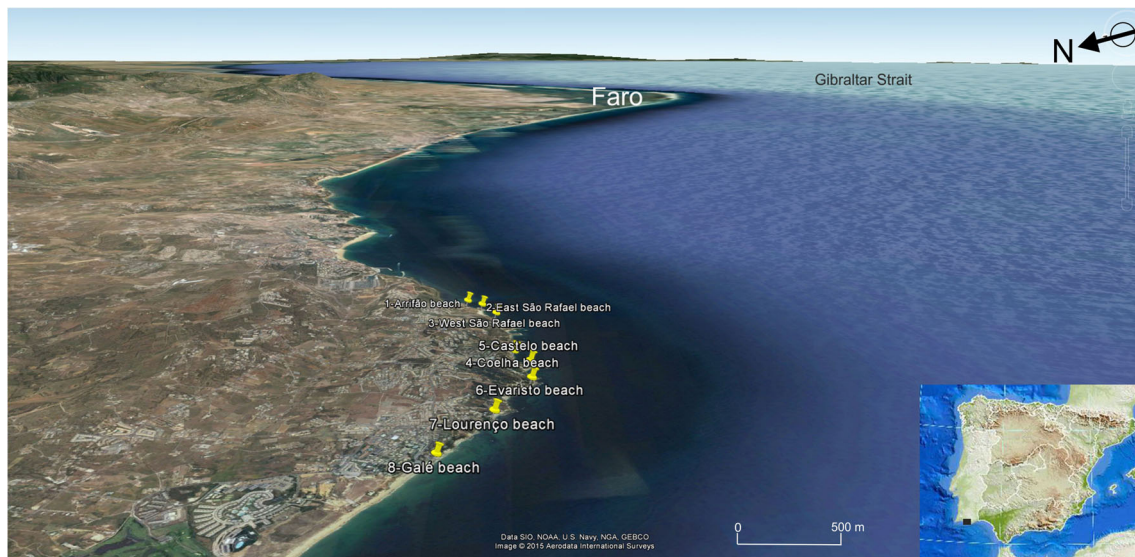 N
Gibraltar Strait
Faro
1-Arrifão beach
2-East São Rafael beach
3-West São Rafael beach
5-Castelo beach
4-Coelha beach
6-Evaristo beach
7-Lourenço beach
8-Galé beach
0 500 m
Data SIO, NOAA, U.S. Navy, NGA, GEBCO
Image © 2015 Aerodata International Surveys